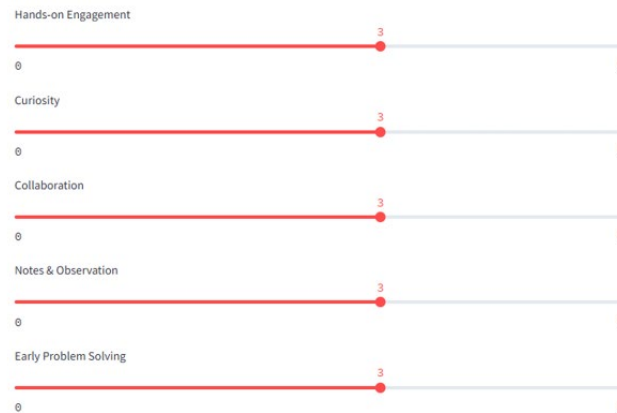 Hands-on Engagement
3
0
Curiosity
3
0
Collaboration
3
0
Notes & Observation
3
0
Early Problem Solving
3
0